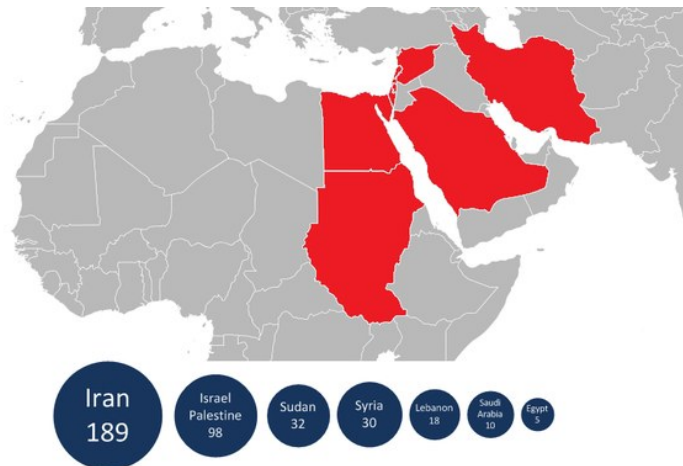 Iran
189
Israel
Palestine
98
Sudan
32
Syria
30
Lebanon
18
Saudi
Arabia
10
Egypt
5